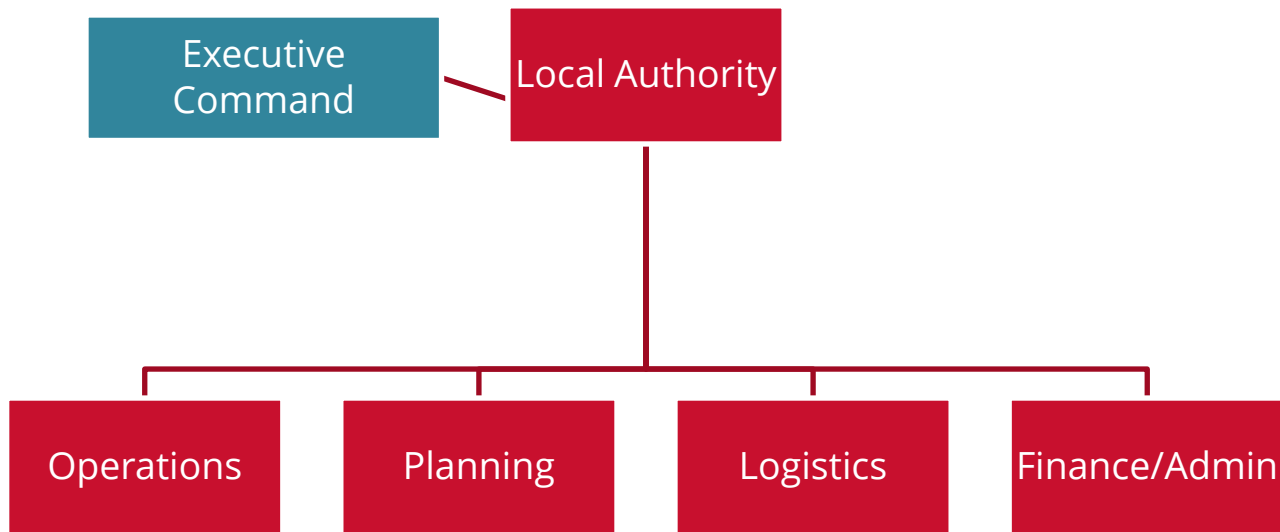 Executive
Command
Local Authority
Operations
Planning
Logistics
Finance/Admin